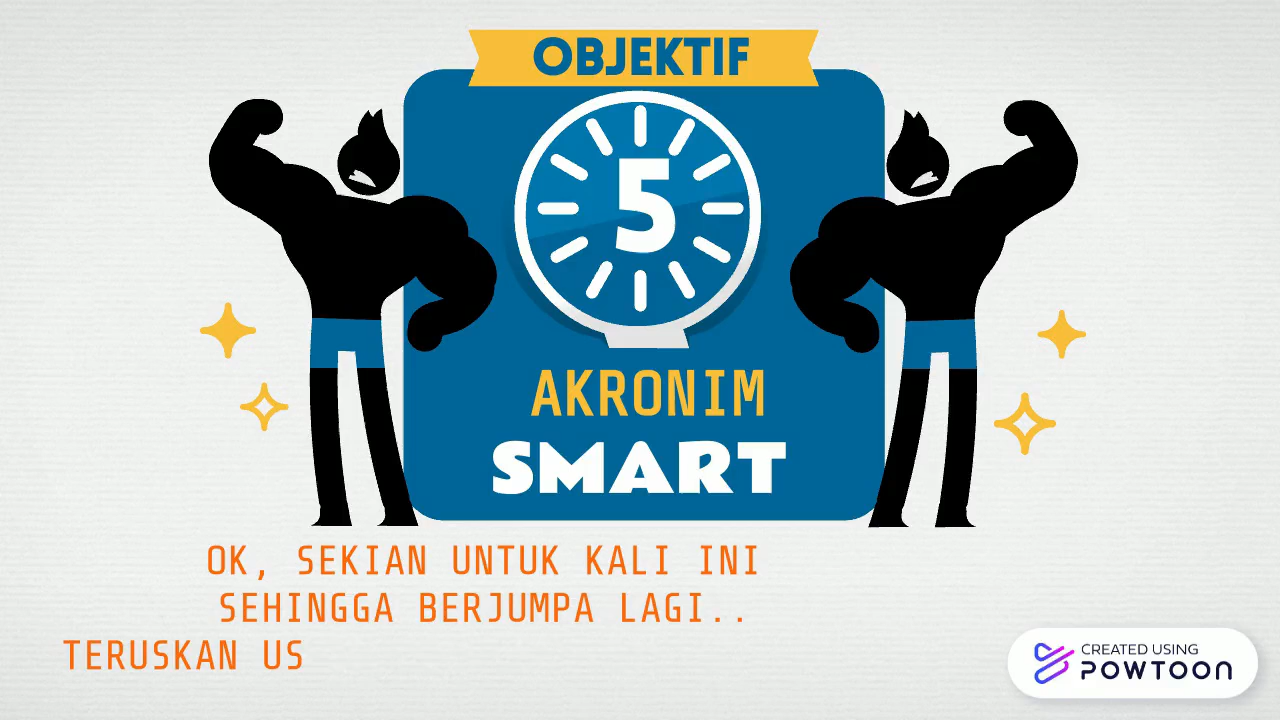 OBJEKTIF
5
AKRONIM
SMART
OK, SEKIAN UNTUK KALI INI
SEHINGGA BERJUMPA LAGI..
TERUSKAN US
CREATED USING
POWTOON